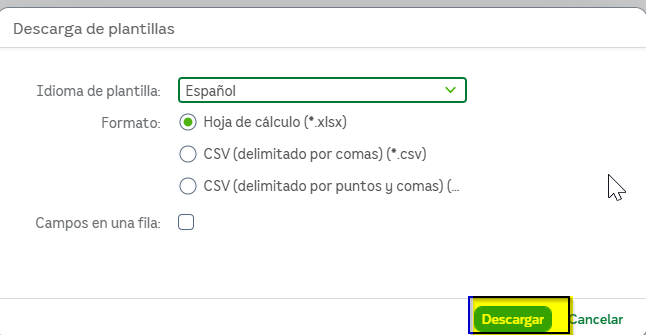 Descarga de plantillas
Idioma de plantilla: Español
Formato: Hoja de cálculo (*.xlsx)
CSV (delimitado por comas) (*.csv)
CSV (delimitado por puntos y comas) (...
Campos en una fila:
Descargar Cancelar